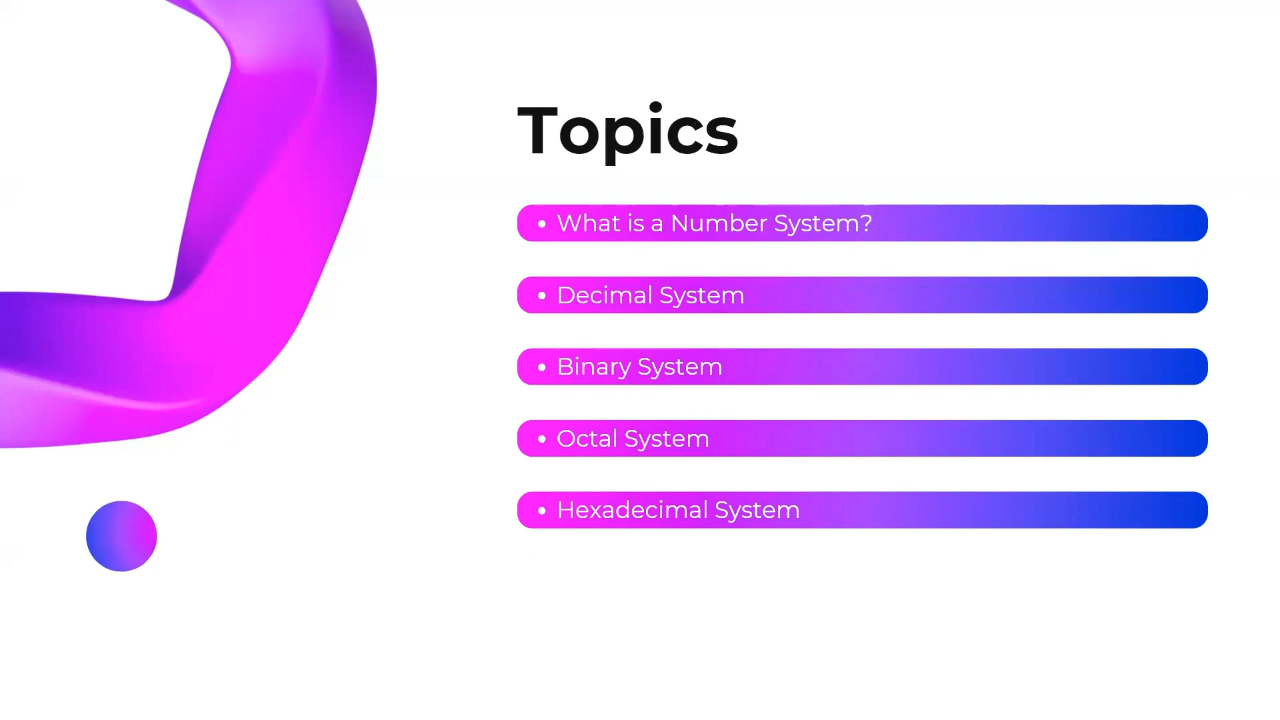 Topics
• What is a Number System?
• Decimal System
• Binary System
• Octal System
• Hexadecimal System